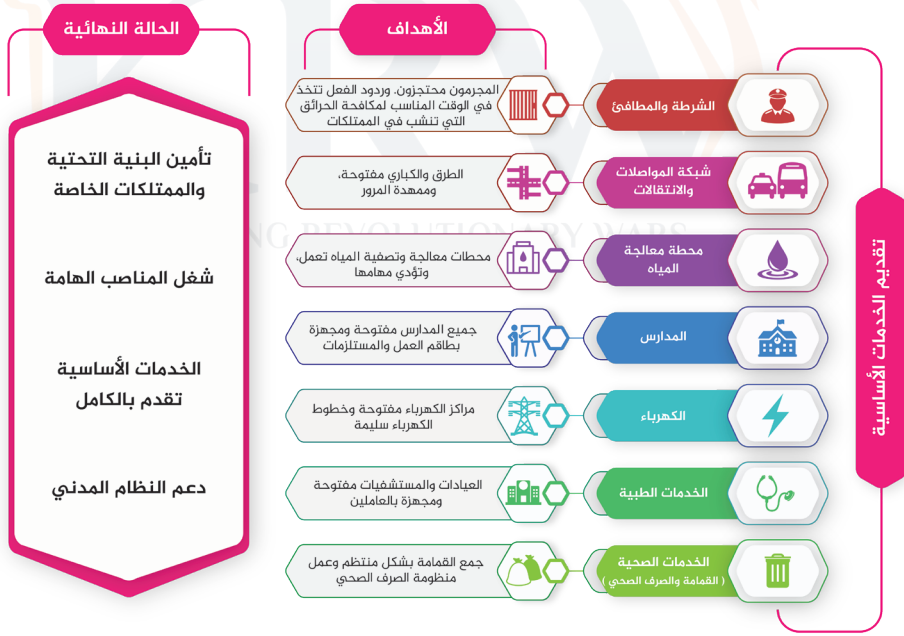 الأهداف
الحالة النهائية
تقديم الخدمات الأساسية
الشرطة والمطافئ
المجرمون محتجزون. وردود الفعل تتخذ
في الوقت المناسب لمكافحة الحرائق
التي تنشب في الممتلكات
شبكة المواصلات
والانتقالات
الطرق والكباري مفتوحة،
وممهدة المرور
محطة معالجة
المياه
محطات معالجة وتصفية المياه تعمل،
وتؤدي مهامها
المدارس
جميع المدارس مفتوحة ومجهزة
بطاقم العمل والمستلزمات
الكهرباء
مراكز الكهرباء مفتوحة وخطوط
الكهرباء سليمة
الخدمات الطبية
العيادات والمستشفيات مفتوحة
ومجهزة بالعاملين
الخدمات الصحية
( القمامة والصرف الصحي )
جمع القمامة بشكل منتظم وعمل
منظومة الصرف الصحي
تأمين البنية التحتية
والممتلكات الخاصة
شغل المناصب الهامة
الخدمات الأساسية
تقدم بالكامل
دعم النظام المدني
REVOLUTIONARY WARS